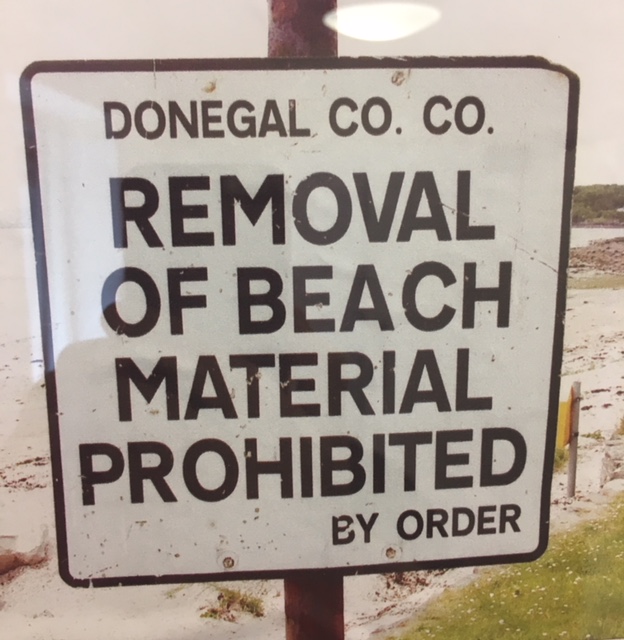 DONEGAL CO. CO.
REMOVAL
OF BEACH
MATERIAL
PROHIBITED
BY ORDER